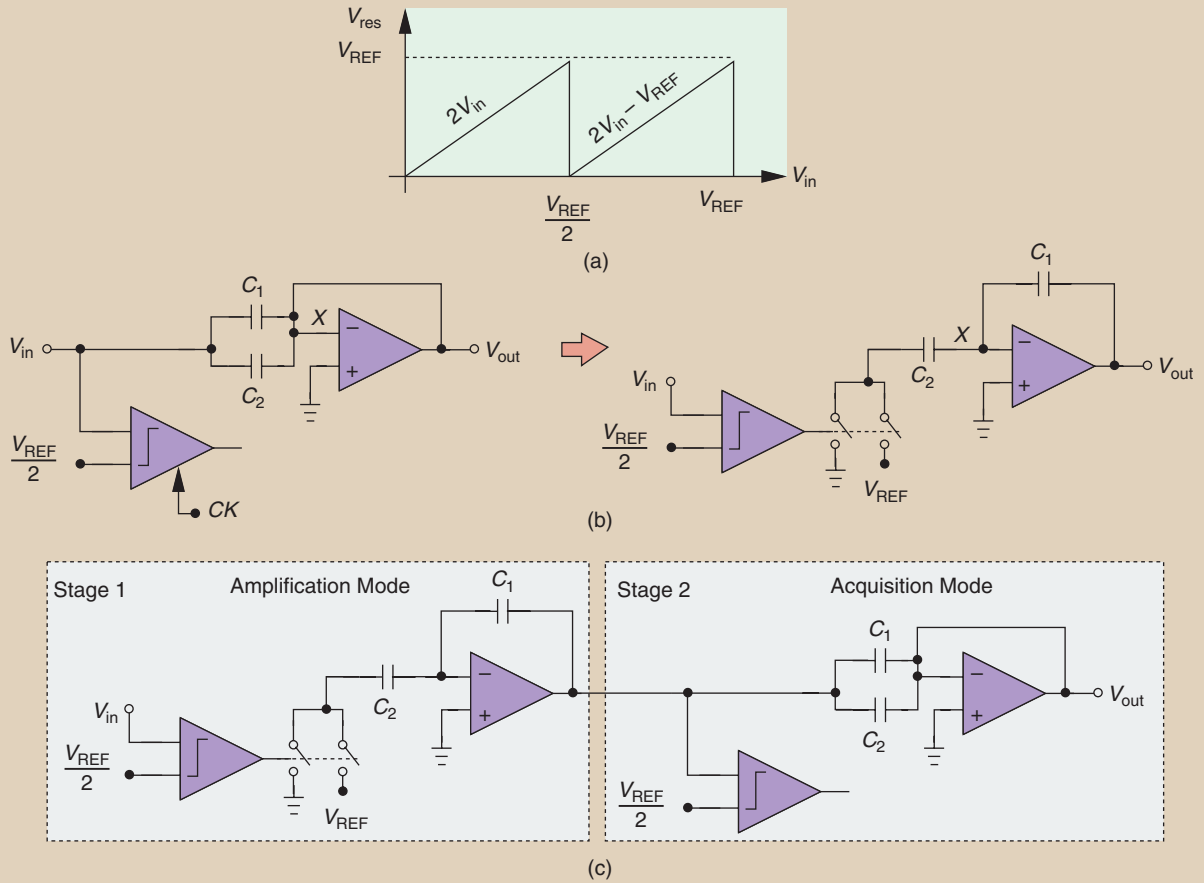 V_res
V_REF
2V_in
2V_in – V_REF
V_in
V_REF
2
V_REF
(a)
C_1
X
V_in
C_2
V_out
V_REF
2
CK
C_1
X
C_2
V_out
V_in
V_REF
2
V_REF
(b)
Stage 1
Amplification Mode
C_1
C_2
V_in
V_REF
2
V_REF
Stage 2
Acquisition Mode
C_1
C_2
V_out
V_REF
2
(c)